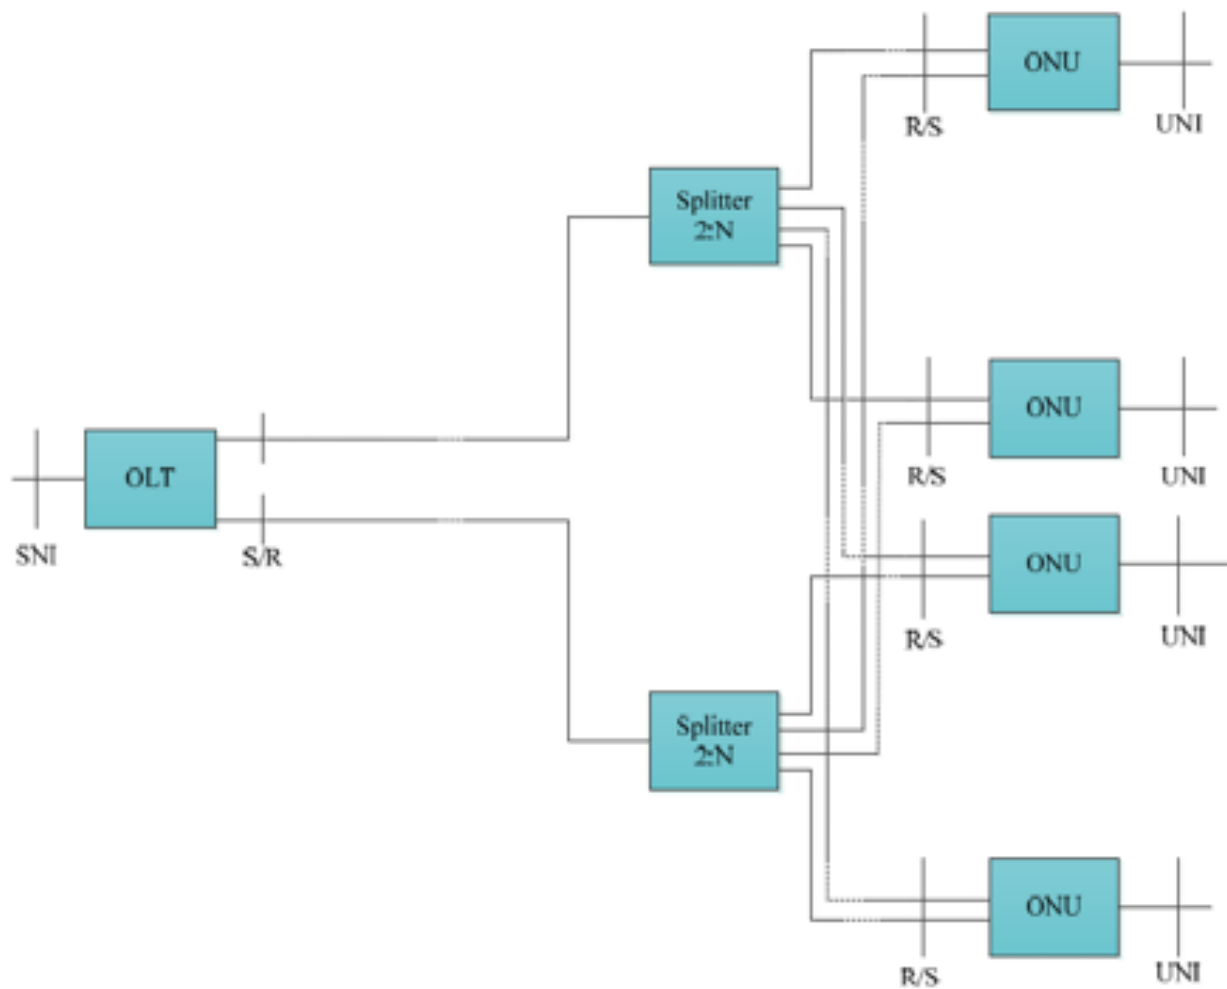 ONU
R/S
UNI
Splitter
2:N
ONU
R/S
UNI
OLT
SNI
S/R
ONU
R/S
UNI
Splitter
2:N
ONU
R/S
UNI